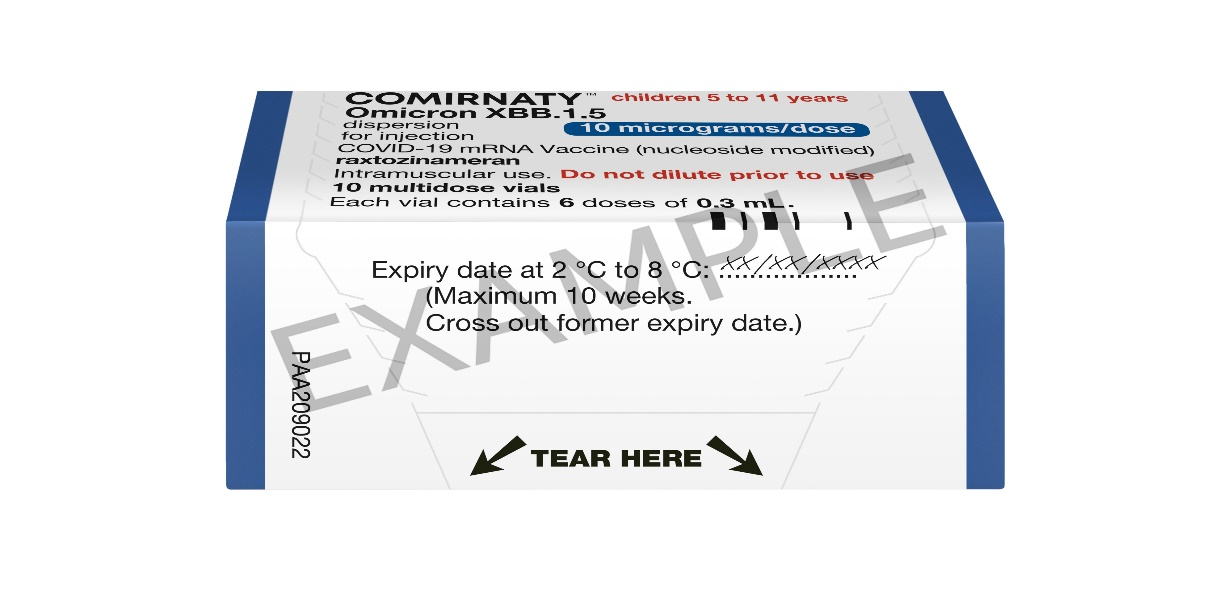 COMIRNATY™ children 5 to 11 years
Omicron XBB.1.5
dispersion
for injection
10 micrograms/dose
COVID-19 mRNA Vaccine (nucleoside modified)
raxtozinameran
Intramuscular use. Do not dilute prior to use
10 multidose vials
Each vial contains 6 doses of 0.3 mL.
Expiry date at 2 °C to 8 °C: xx/xx/xxxx
(Maximum 10 weeks.
Cross out former expiry date.)
EXAMPLE
PAA209022
TEAR HERE